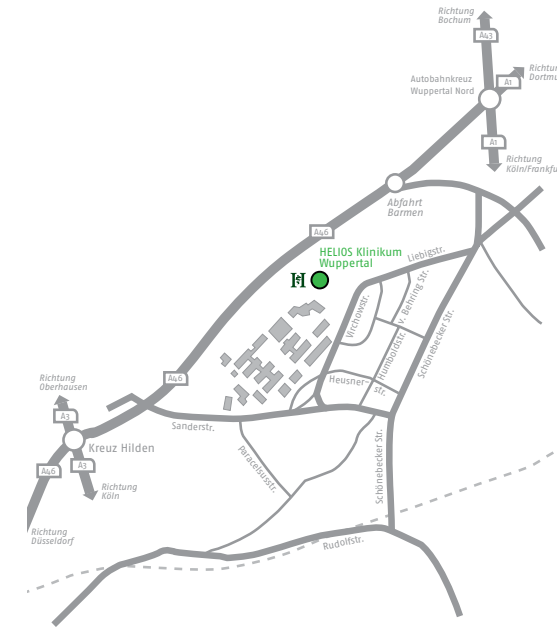 Richtung
Bochum
A43
Richtung
A1
Autobahnkreuz
Wuppertal Nord
A1
Richtung
Köln/Frankfu
Abfahrt
Barmen
A46
HELIOS Klinikum
Wuppertal
H
Liebigstr.
v. Behring Str.
Virchowstr.
Schönebecker Str.
Humboldtstr.
Heusner-
str.
A46
Richtung
Oberhausen
A3
Sanderstr.
Kreuz Hilden
A46
A3
Paracelsusstr.
Schönebecker Str.
Richtung
Köln
Richtung
Düsseldorf
Rudolfstr.